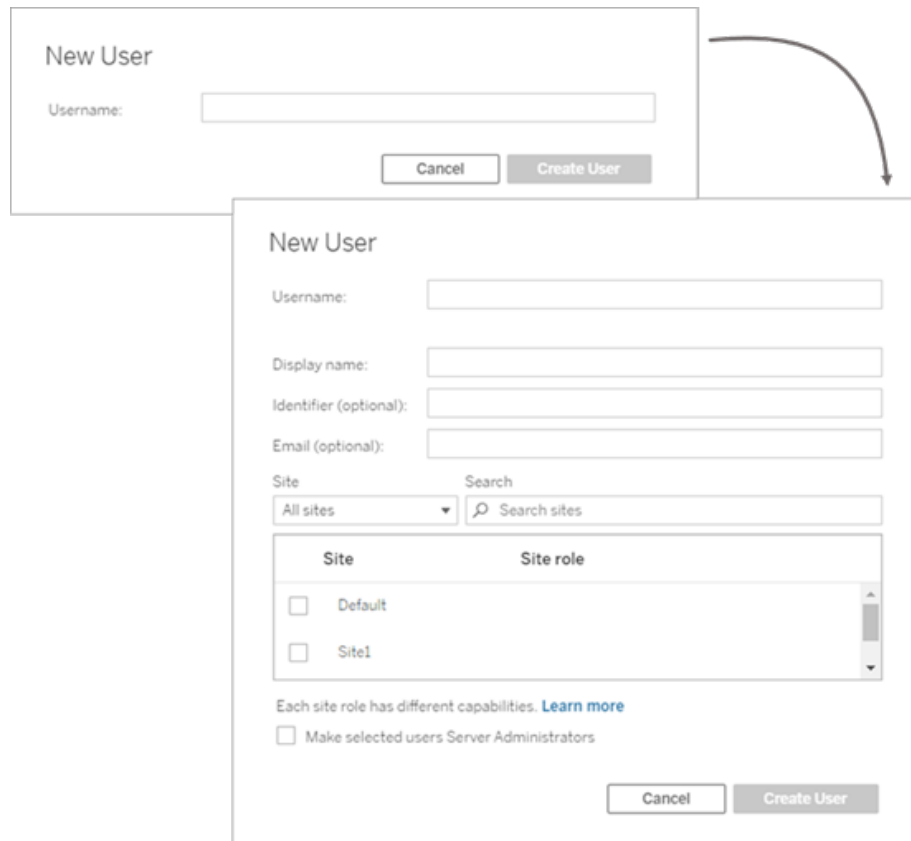 New User
Username:
Cancel Create User
New User
Username:
Display name:
Identifier (optional):
Email (optional):
Site Search
All sites Search sites
Site Site role
Default
Site1
Each site role has different capabilities. Learn more
Make selected users Server Administrators
Cancel Create User